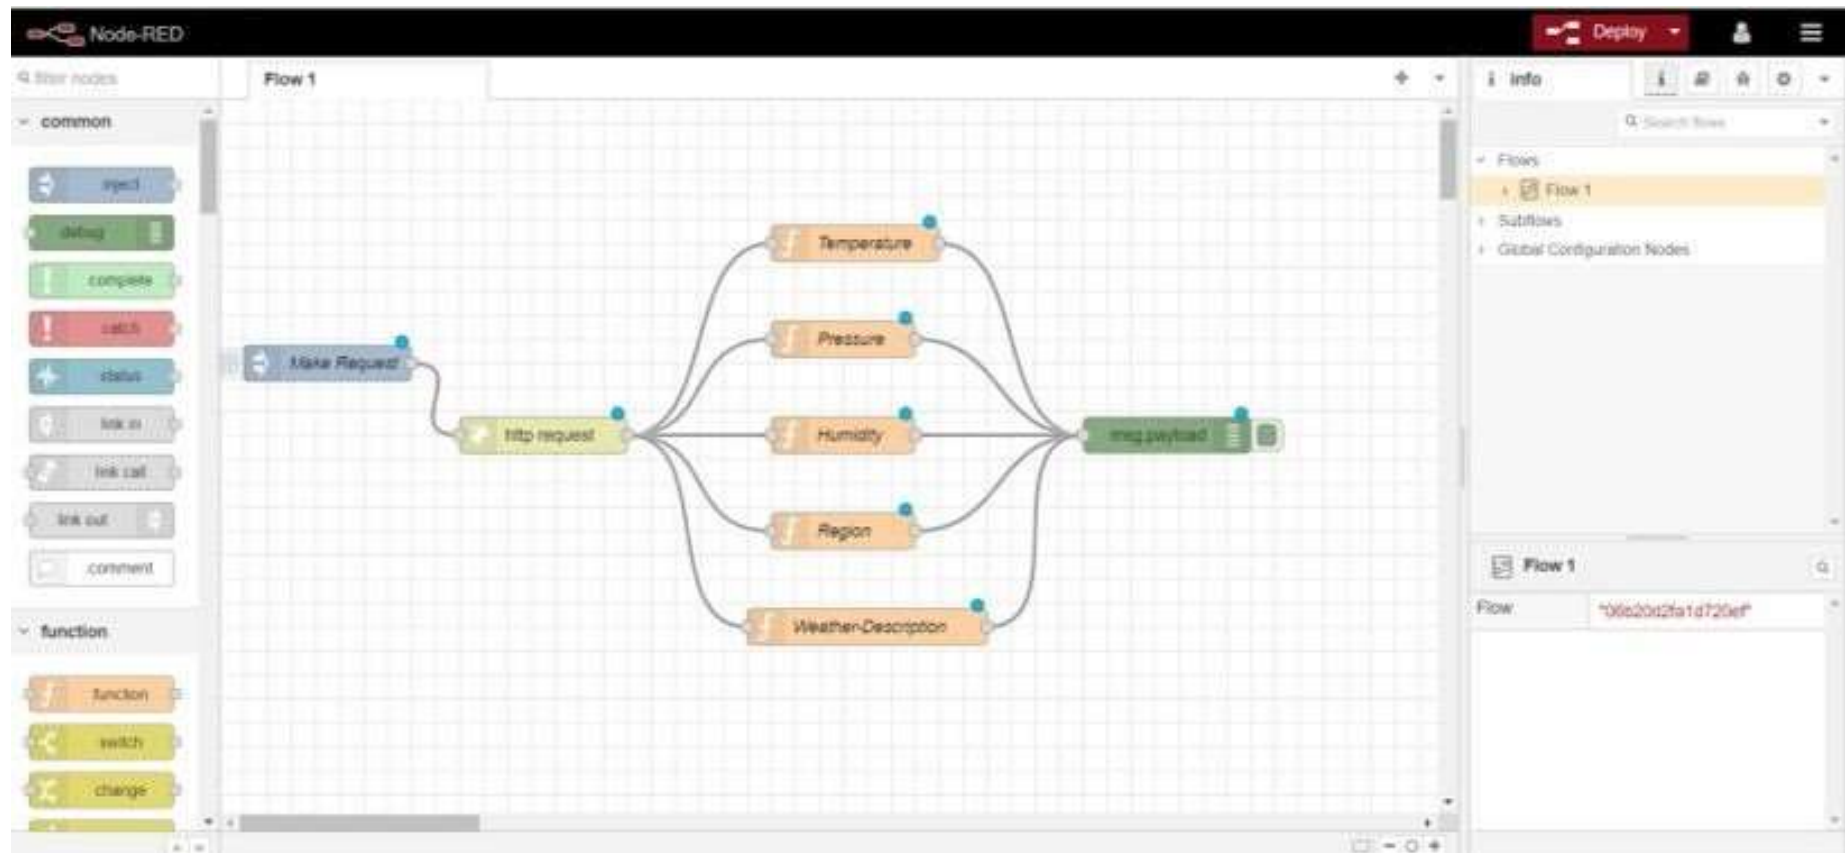 Node-RED
Deploy
filter nodes
Flow 1
info
i
common
Search flows
inject
Flows
Flow 1
debug
Subflows
Temperature
Global Configuration Nodes
complete
catch
Pressure
Make Request
status
link in
http request
Humidity
msg.payload
link call
link out
Region
comment
Flow 1
Flow
function
Weather-Description
function
switch
change